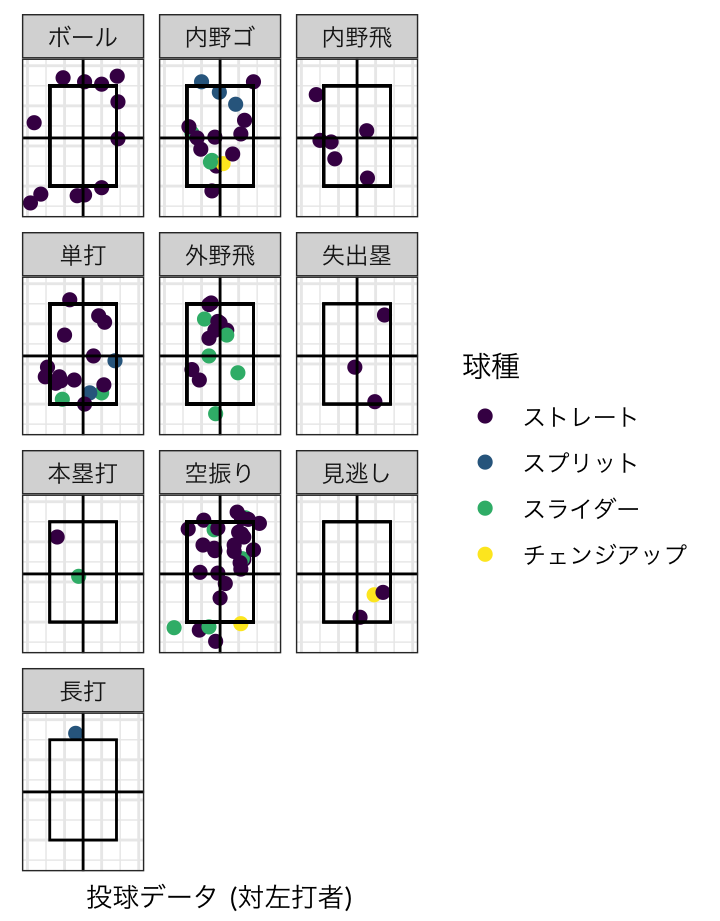 ボール
内野ゴ
内野飛
単打
外野飛
失出塁
本塁打
空振り
見逃し
長打
球種
ストレート
スプリット
スライダー
チェンジアップ
投球データ (対左打者)